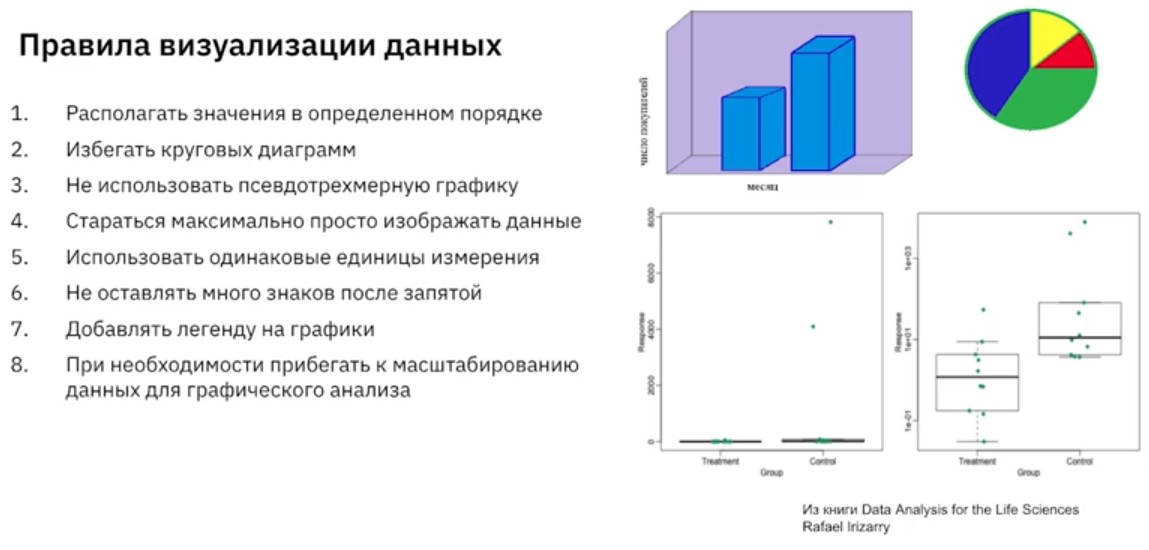 Правила визуализации данных
1. Располагать значения в определенном порядке
2. Избегать круговых диаграмм
3. Не использовать псевдотрехмерную графику
4. Стараться максимально просто изображать данные
5. Использовать одинаковые единицы измерения
6. Не оставлять много знаков после запятой
7. Добавлять легенду на графики
8. При необходимости прибегать к масштабированию
данных для графического анализа
число покупателей
месяц
8000
6000
4000
2000
0
Response
Treatment
Control
Group
1e+03
1e+01
1e-01
Response
Treatment
Control
Group
Из книги Data Analysis for the Life Sciences
Rafael Irizarry